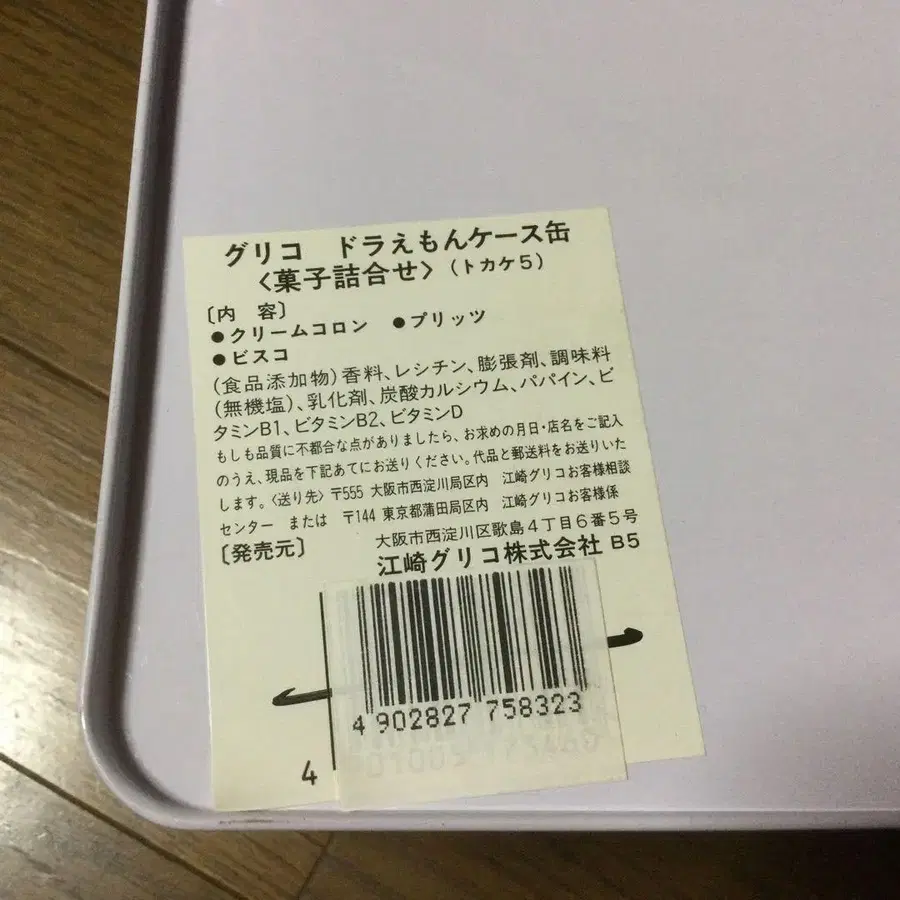 グリコ ドラえもんケース缶
〈菓子詰合せ〉(トカケ5)
〔内 容〕
●クリームコロン ●プリッツ
●ビスコ
(食品添加物)香料、レシチン、膨張剤、調味料
(無機塩)、乳化剤、炭酸カルシウム、パパイン、ビ
タミンB1、ビタミンB2、ビタミンD
もしも品質に不都合な点がありましたら、お求めの月日・店名をご記入
のうえ、現品を下記あてにお送りください。代品と郵送料をお送りいた
します。〈送り先〉〒555 大阪市西淀川局区内 江崎グリコお客様相談
センター または 〒144 東京都蒲田局区内 江崎グリコお客様係
〔発売元〕 大阪市西淀川区歌島4丁目6番5号
江崎グリコ株式会社 B5
4 902827 758323
4